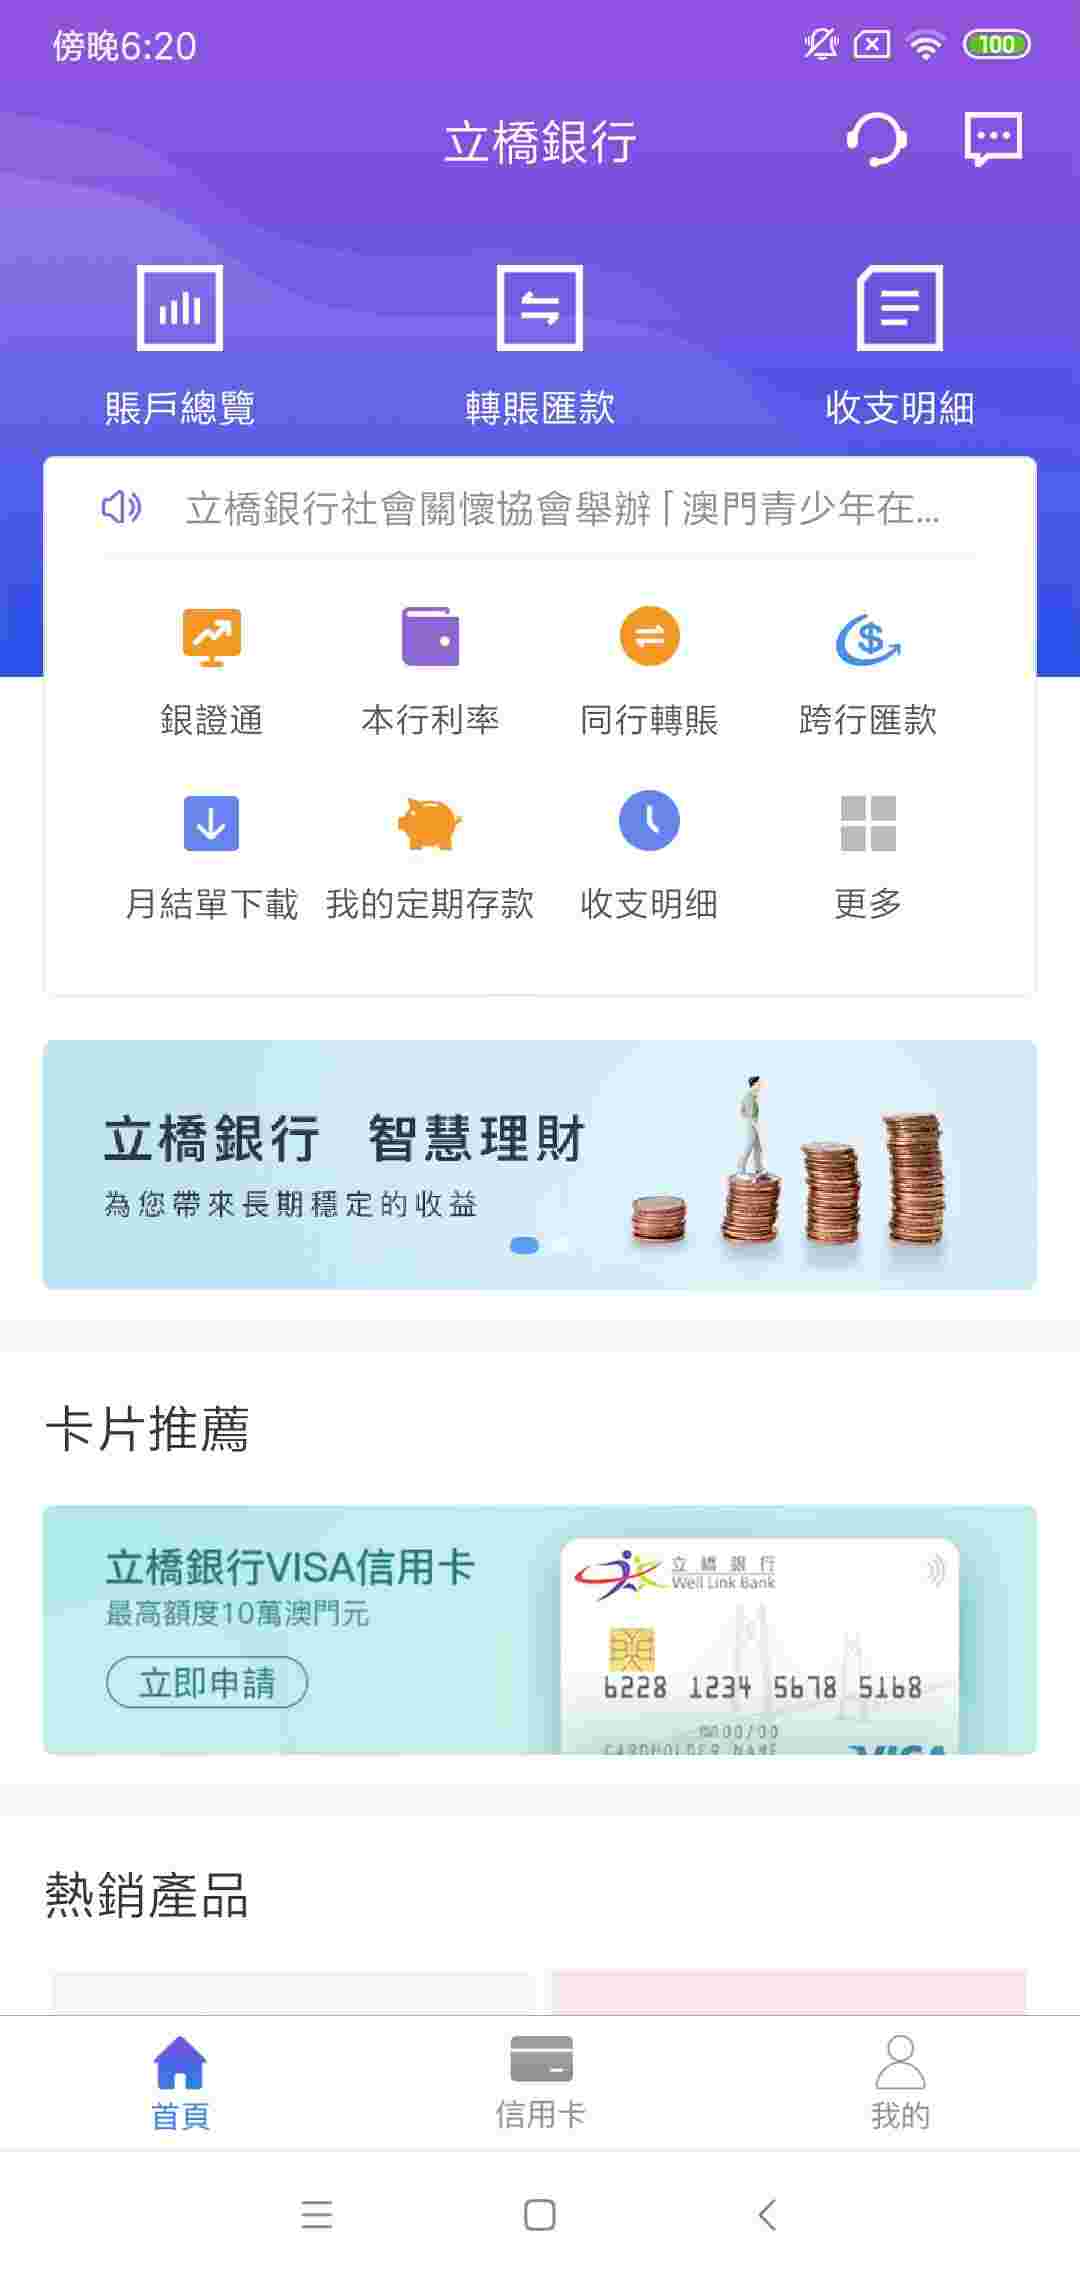 傍晚6:20
100
立橋銀行
賬戶總覽
轉賬匯款
收支明細
立橋銀行社會關懷協會舉辦「澳門青少年在...
銀證通
本行利率
同行轉賬
跨行匯款
月結單下載
我的定期存款
收支明细
更多
立橋銀行 智慧理財
為您帶來長期穩定的收益
卡片推薦
立橋銀行VISA信用卡
最高額度10萬澳門元
立即申請
立橋銀行
Well Link Bank
6228 1234 5678 5168
00/00
CARDHOLDER NAME
VISA
熱銷產品
首頁
信用卡
我的